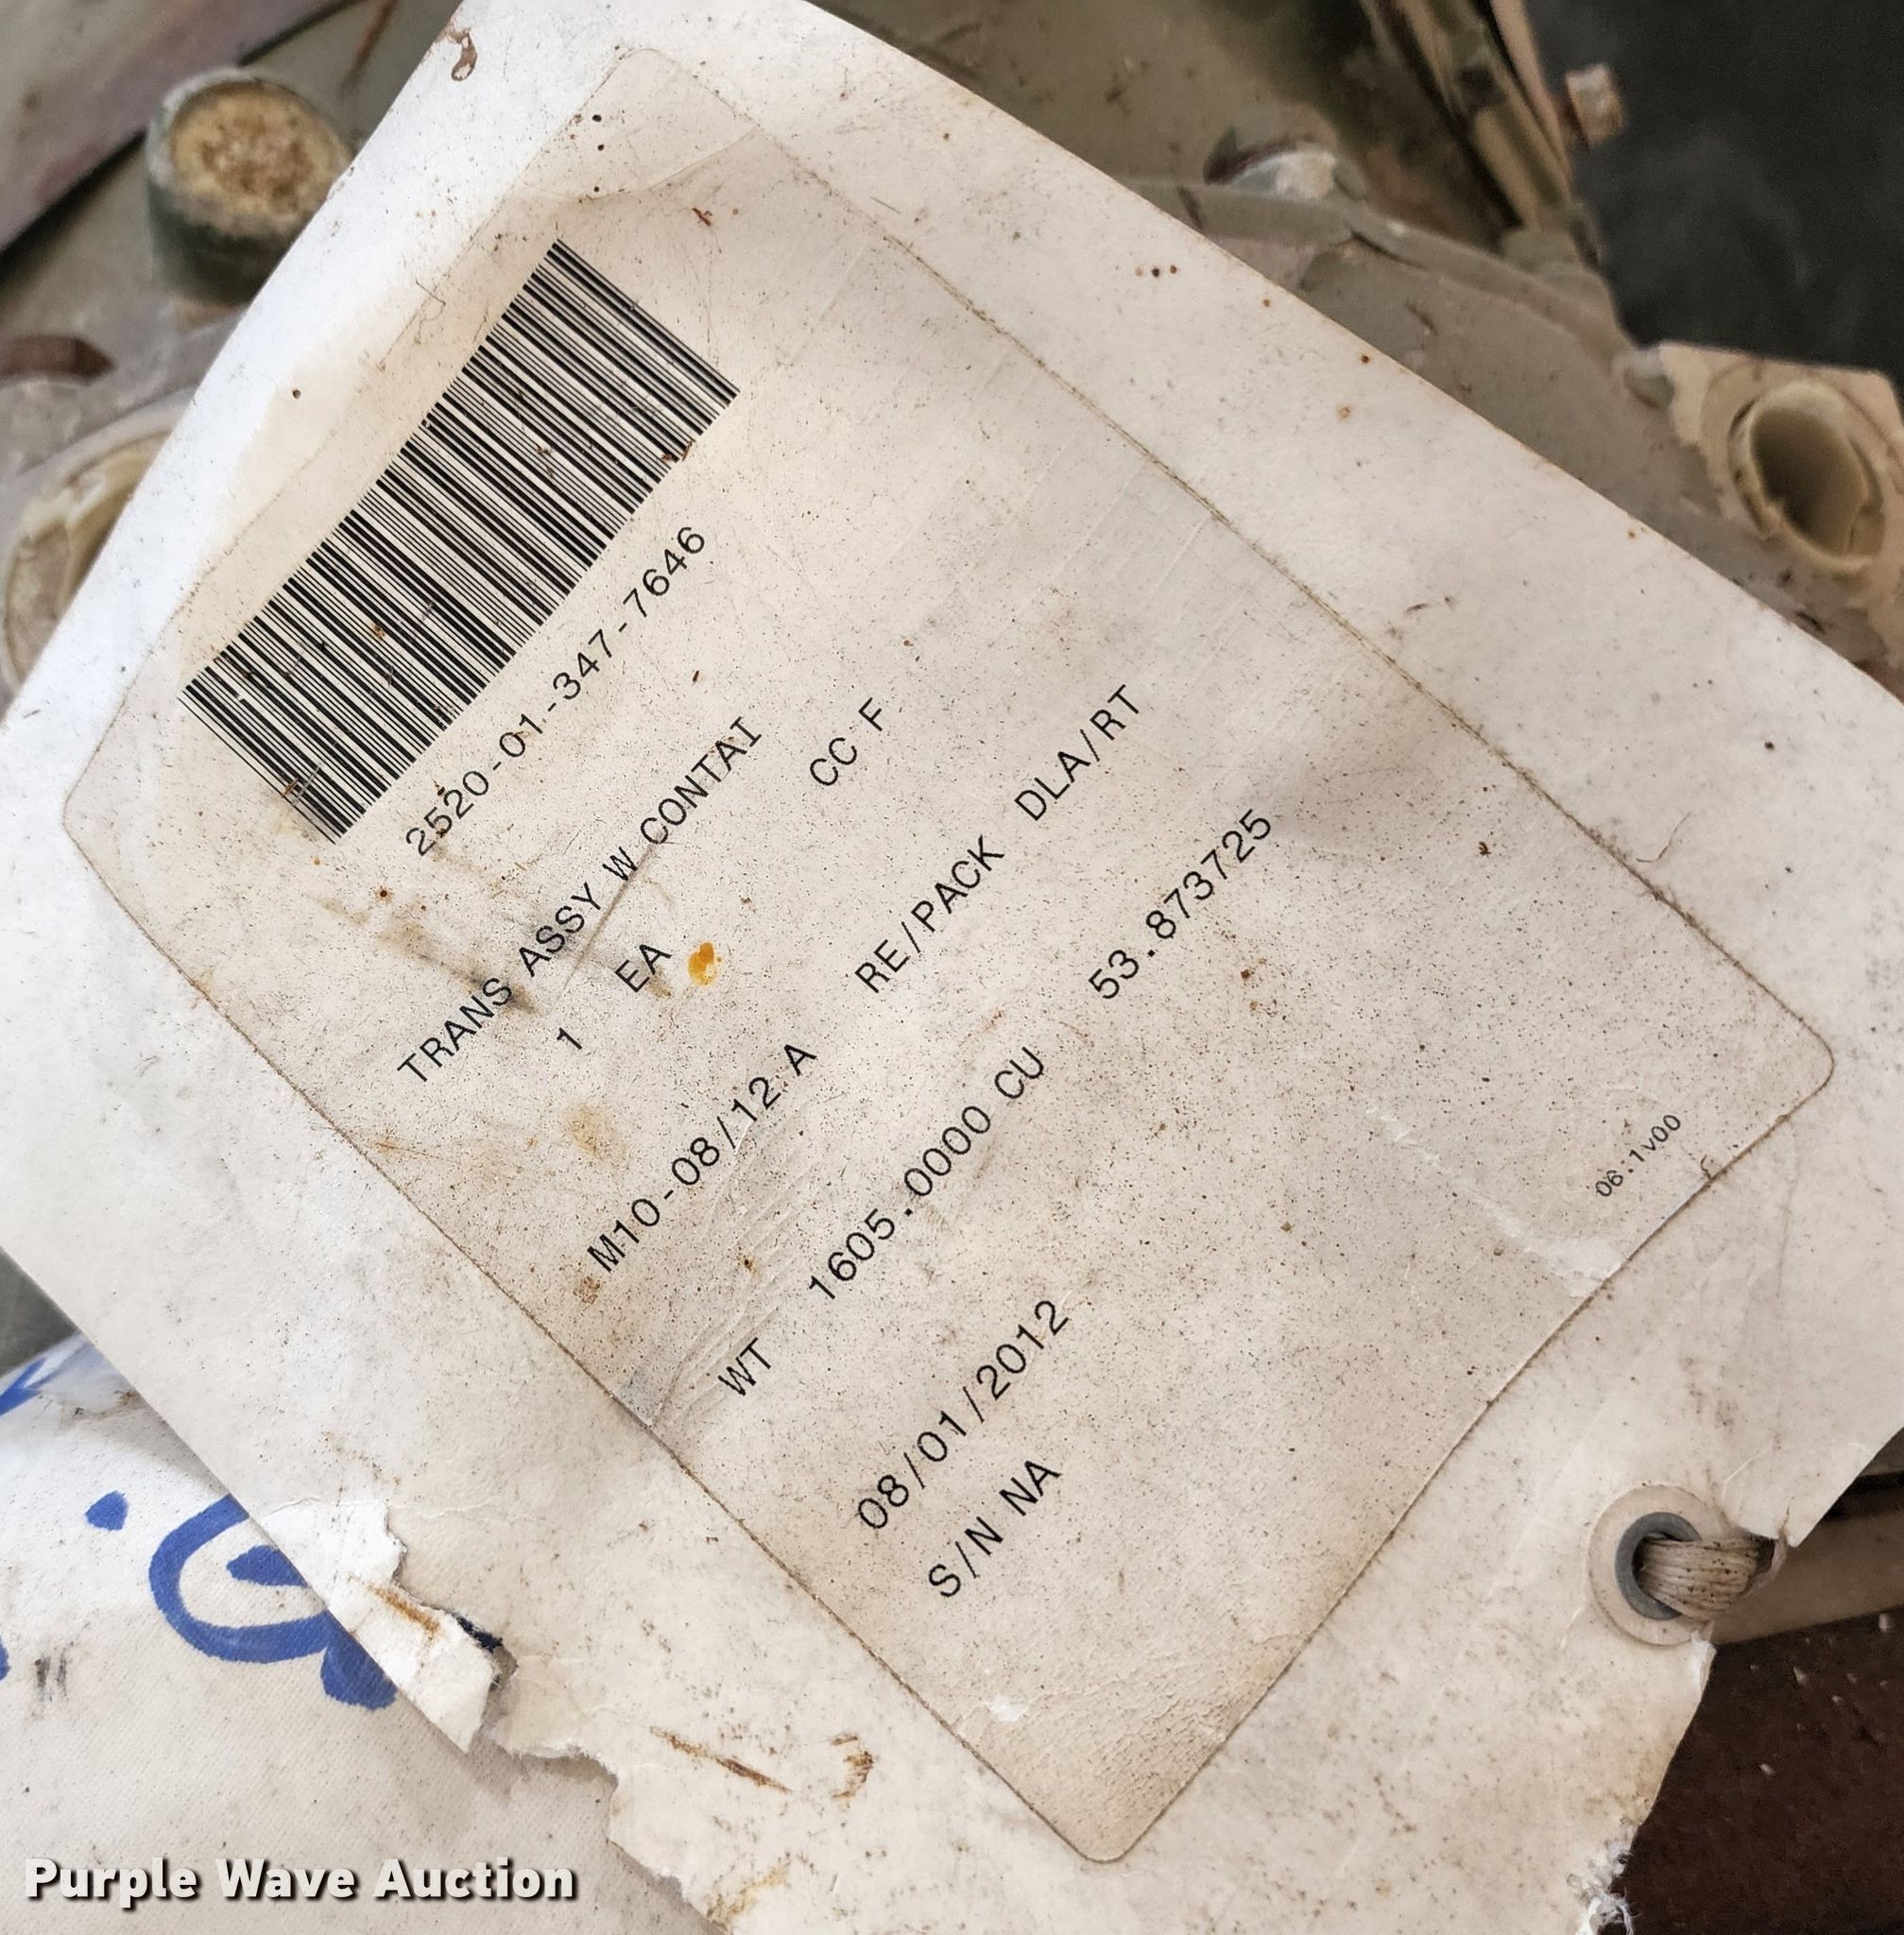 2520-01-347-7646
TRANS ASSY W CONTAI
1 EA CC F
M10-08/12 A RE/PACK DLA/RT
WT 1605.0000 CU 53.873725
08/01/2012
S/N NA
06.1v00
Purple Wave Auction